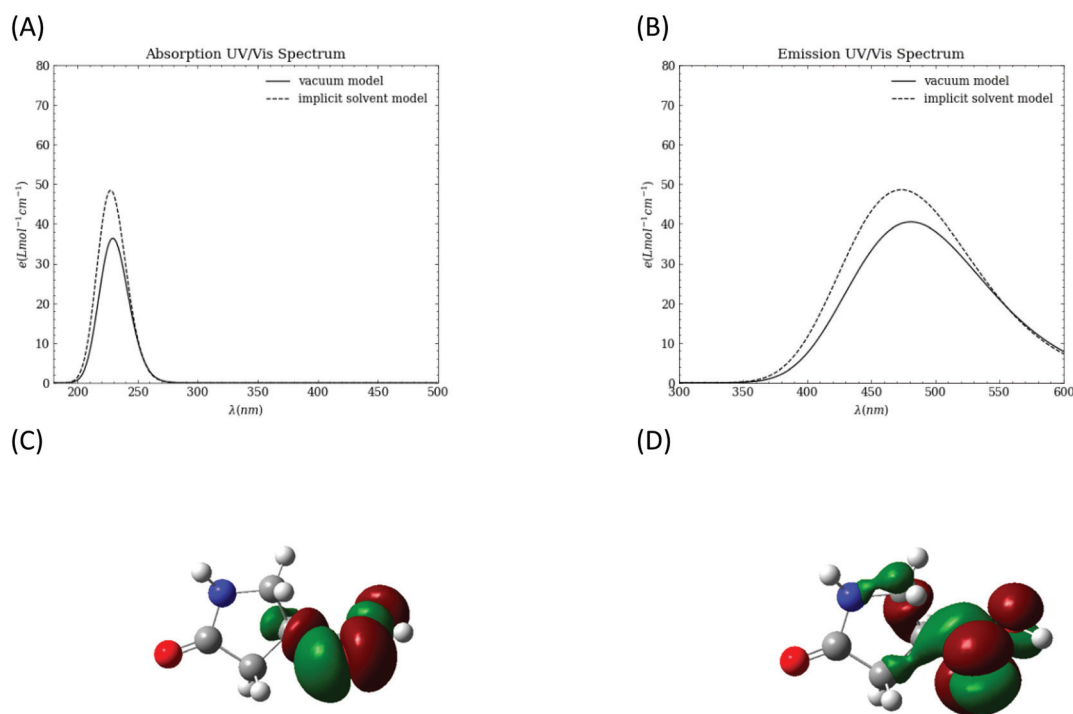 (A)
Absorption UV/Vis Spectrum
vacuum model
implicit solvent model
80
70
60
50
40
30
20
10
0
e(Lmol⁻¹cm⁻¹)
200 250 300 350 400 450 500
λ(nm)
(B)
Emission UV/Vis Spectrum
vacuum model
implicit solvent model
80
70
60
50
40
30
20
10
0
e(Lmol⁻¹cm⁻¹)
300 350 400 450 500 550 600
λ(nm)
(C)
(D)